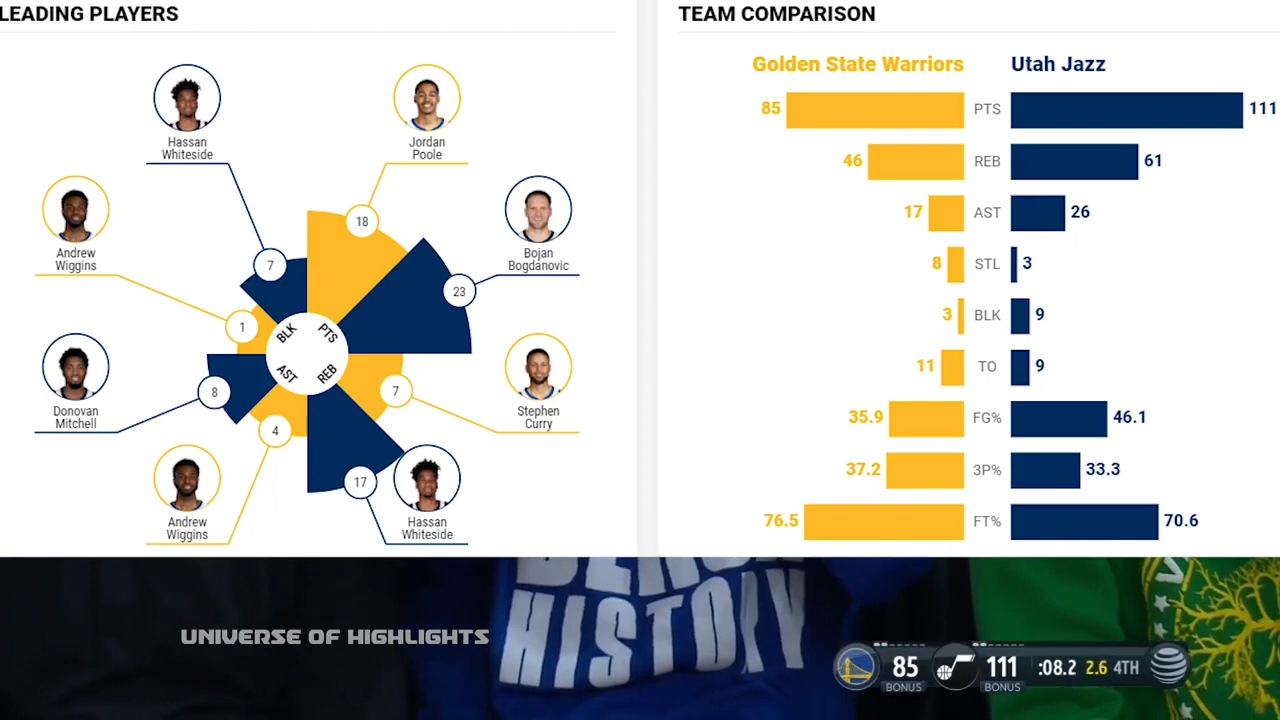 LEADING PLAYERS
Hassan
Whiteside
Jordan
Poole
Andrew
Wiggins
Bojan
Bogdanovic
18
7
23
1
BLK
PTS
AST
REB
8
7
4
17
Donovan
Mitchell
Stephen
Curry
Andrew
Wiggins
Hassan
Whiteside
TEAM COMPARISON
Golden State Warriors Utah Jazz
85 PTS 111
46 REB 61
17 AST 26
8 STL 3
3 BLK 9
11 TO 9
35.9 FG% 46.1
37.2 3P% 33.3
76.5 FT% 70.6
HISTORY
UNIVERSE OF HIGHLIGHTS
85 111 :08.2 2.6 4TH
BONUS BONUS